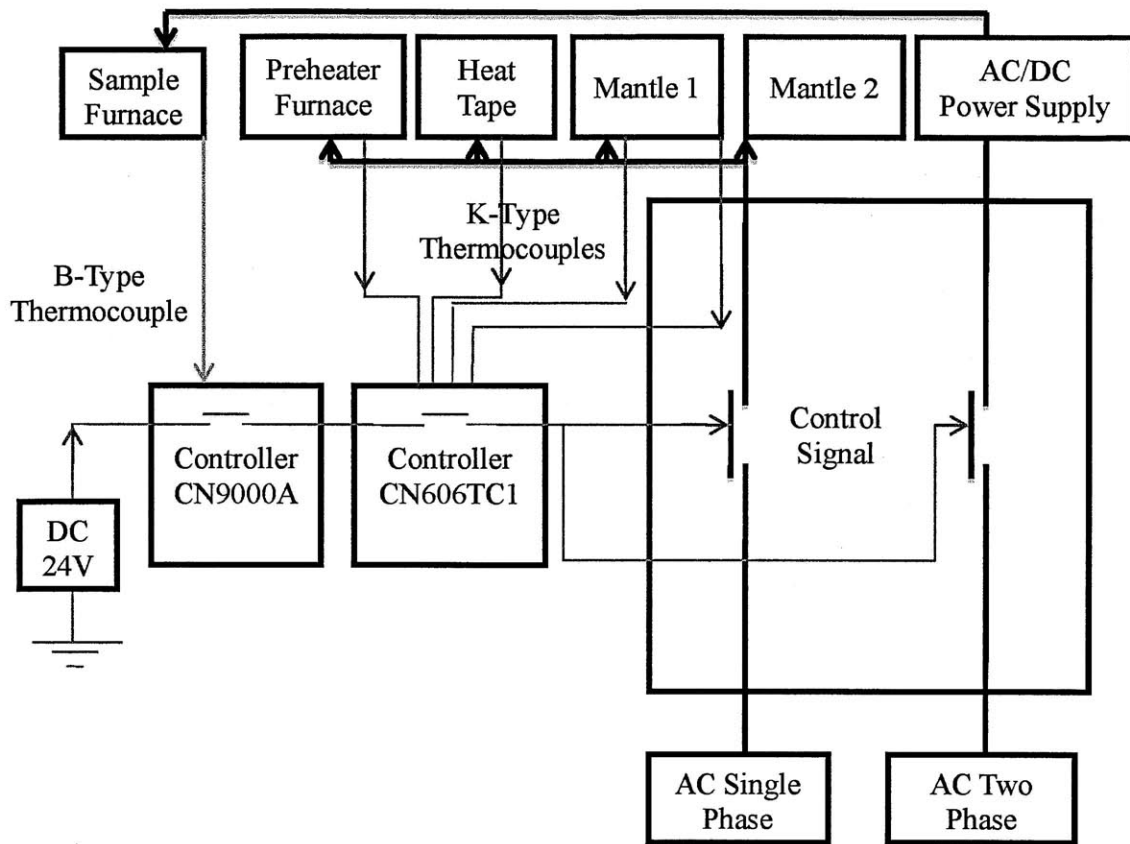 Sample
Furnace
Preheater
Furnace
Heat
Tape
Mantle 1
Mantle 2
AC/DC
Power Supply
K-Type
Thermocouples
B-Type
Thermocouple
Controller
CN9000A
Controller
CN606TC1
Control
Signal
DC
24V
AC Single
Phase
AC Two
Phase